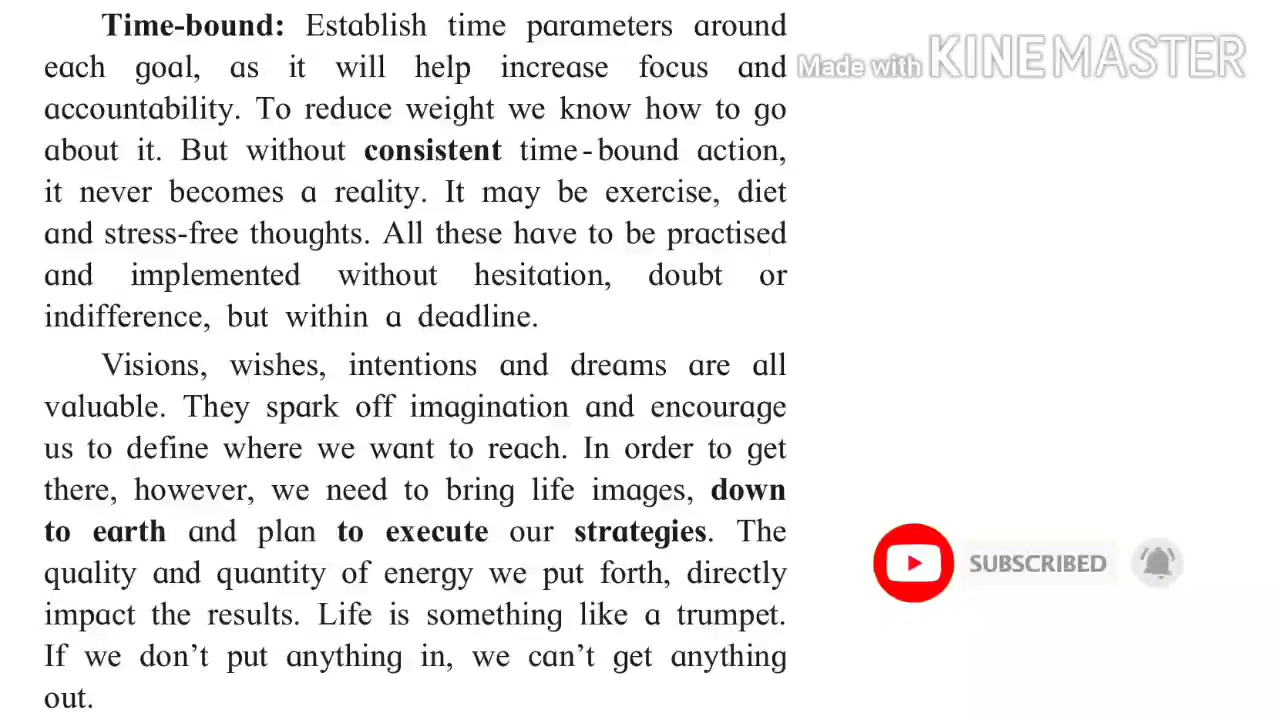 Time-bound: Establish time parameters around
each goal, as it will help increase focus and
accountability. To reduce weight we know how to go
about it. But without consistent time-bound action,
it never becomes a reality. It may be exercise, diet
and stress-free thoughts. All these have to be practised
and implemented without hesitation, doubt or
indifference, but within a deadline.
Visions, wishes, intentions and dreams are all
valuable. They spark off imagination and encourage
us to define where we want to reach. In order to get
there, however, we need to bring life images, down
to earth and plan to execute our strategies. The
quality and quantity of energy we put forth, directly
impact the results. Life is something like a trumpet.
If we don't put anything in, we can't get anything
out.
Made with KINEMASTER
SUBSCRIBED